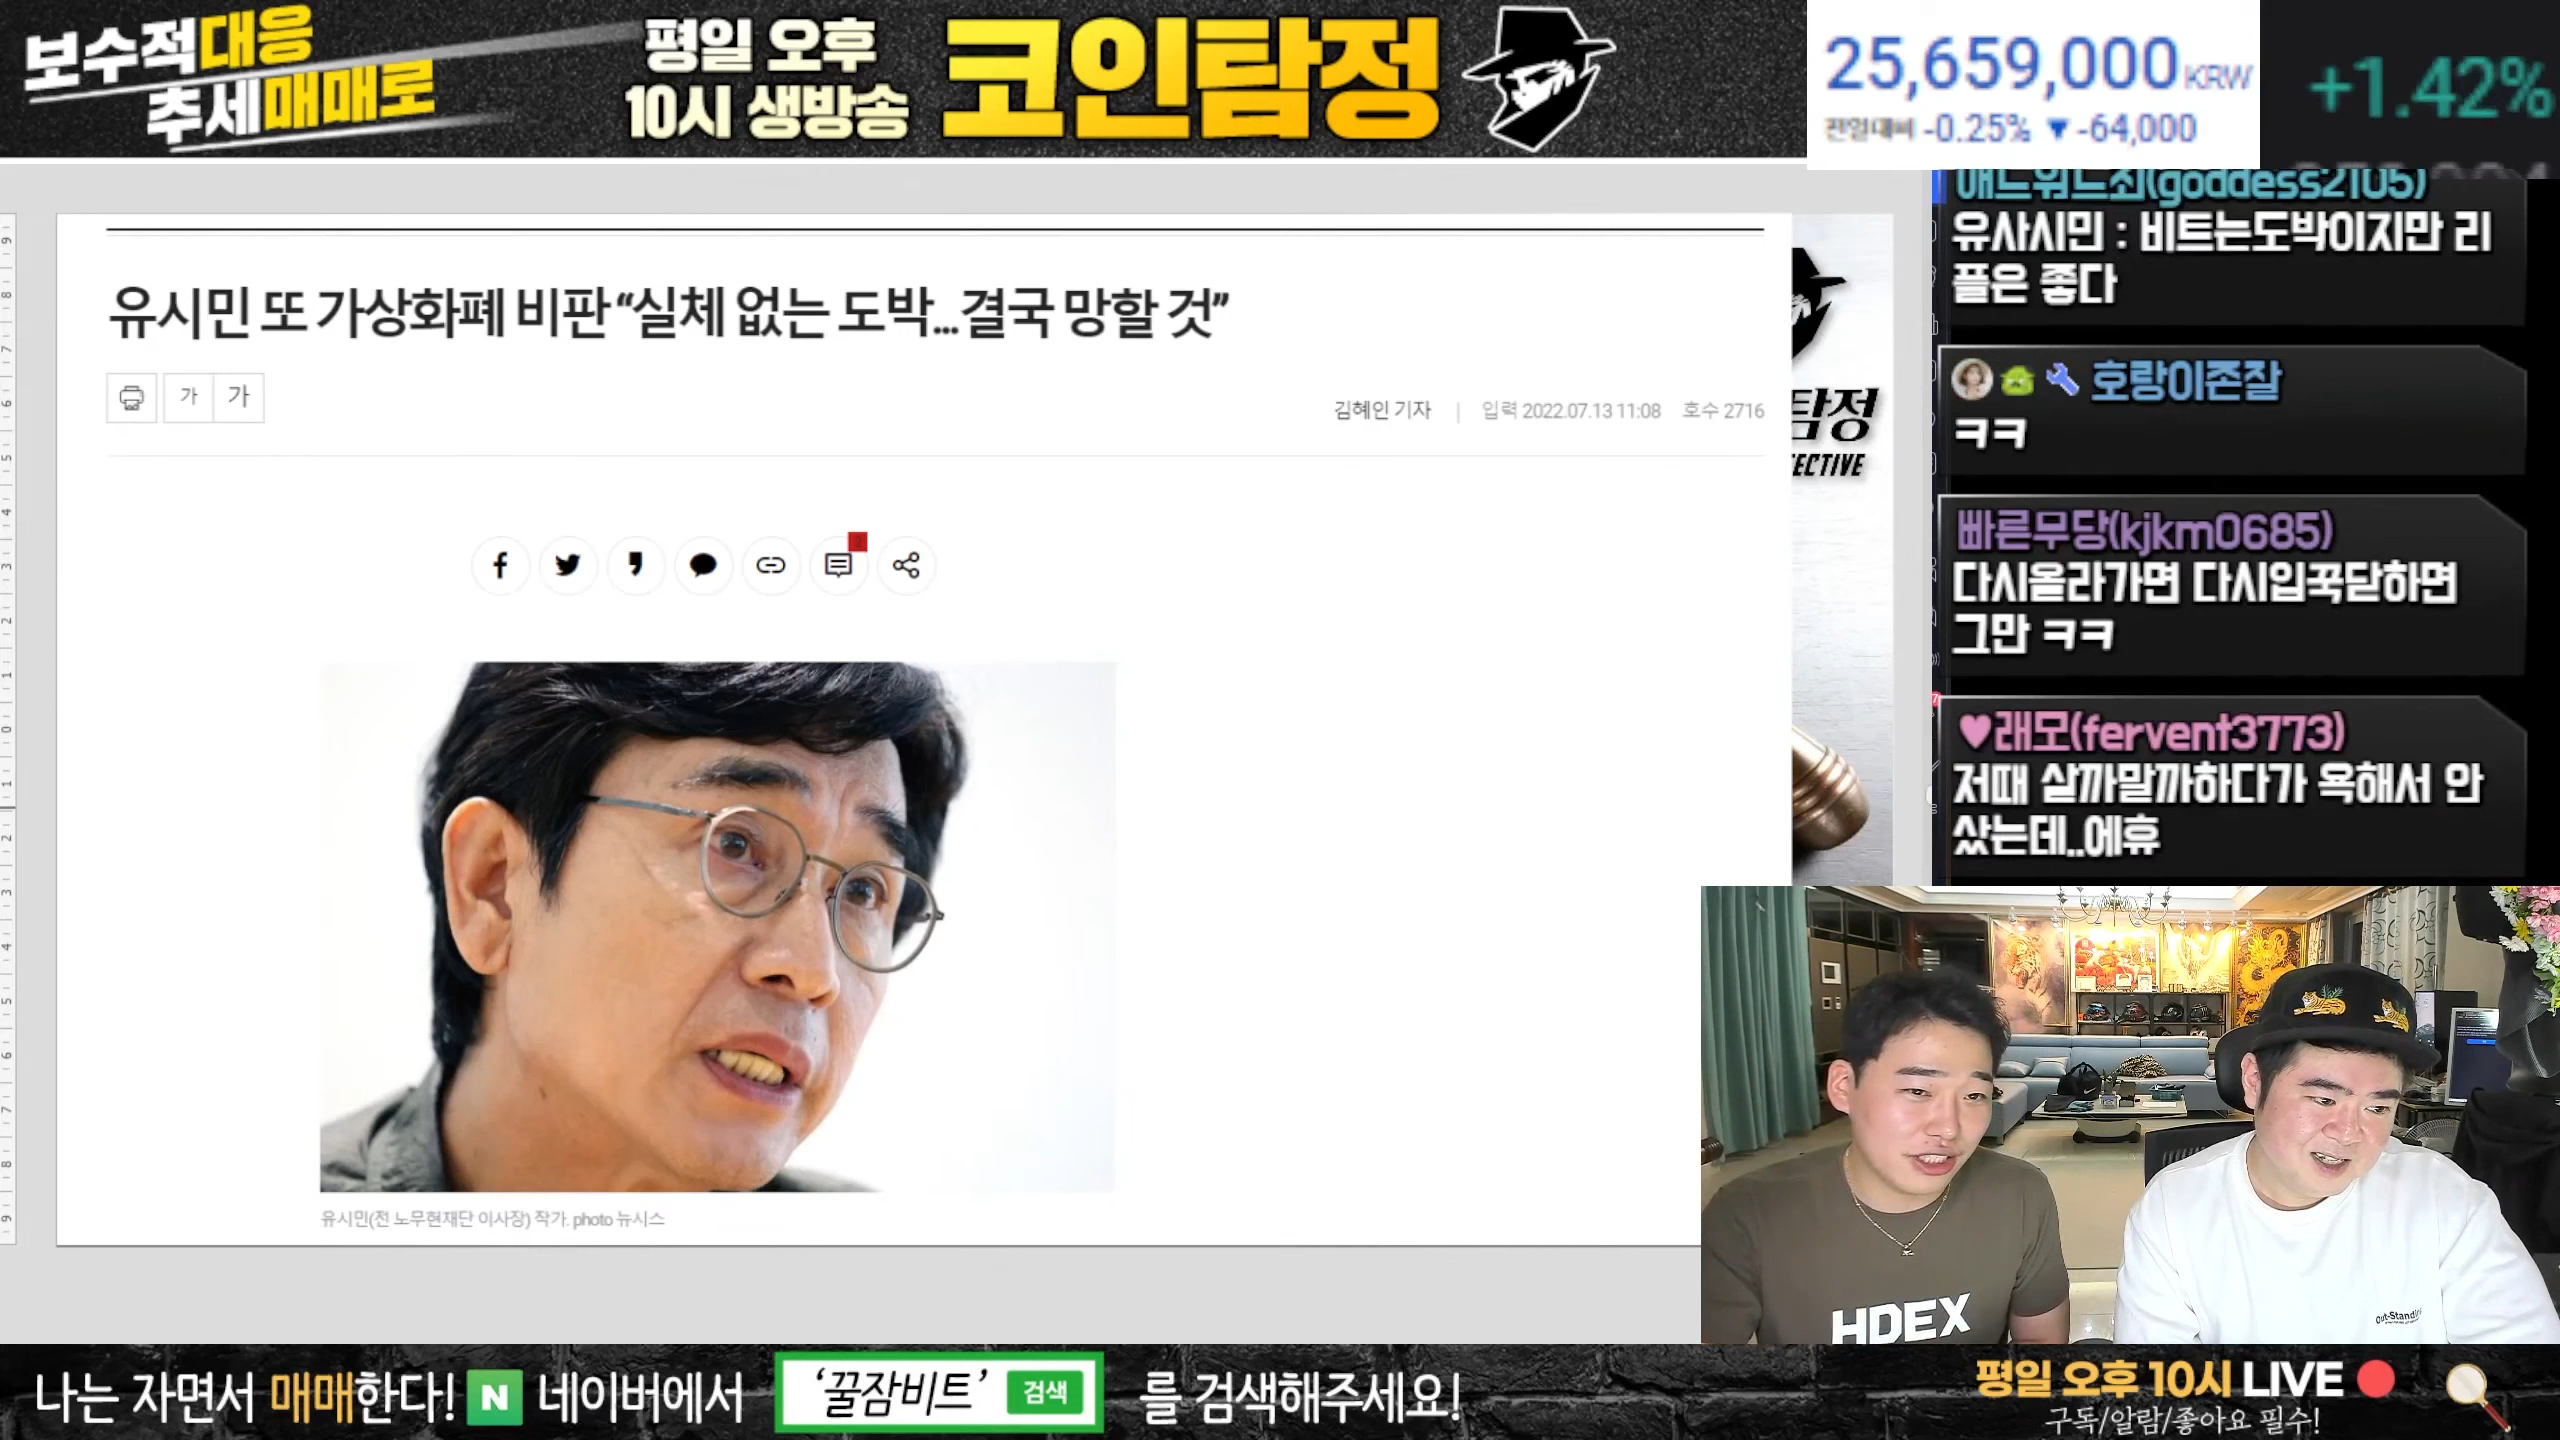 보수적대응
추세매매로
평일 오후
10시 생방송
코인탐정
25,659,000 KRW
전일대비 -0.25% ▼ -64,000
+1.42%
(goddess2105)
유사시민 : 비트는도박이지만 리
플은 좋다
호랑이존잘
ㅋㅋ
빠른무당(kjkm0685)
다시올라가면 다시입꾹닫하면
그만 ㅋㅋ
♥래모(fervent3773)
저때 살까말까하다가 욕해서 안
샀는데..에휴
유시민 또 가상화폐 비판 “실체 없는 도박...결국 망할 것”
가 가
김혜인 기자 | 입력 2022.07.13 11:08 호수 2716
탐정
ECTIVE
유시민(전 노무현재단 이사장) 작가. photo 뉴시스
HDEX
나는 자면서 매매한다! N 네이버에서 ‘꿀잠비트’ 검색 를 검색해주세요!
평일 오후 10시 LIVE
구독/알람/좋아요 필수!